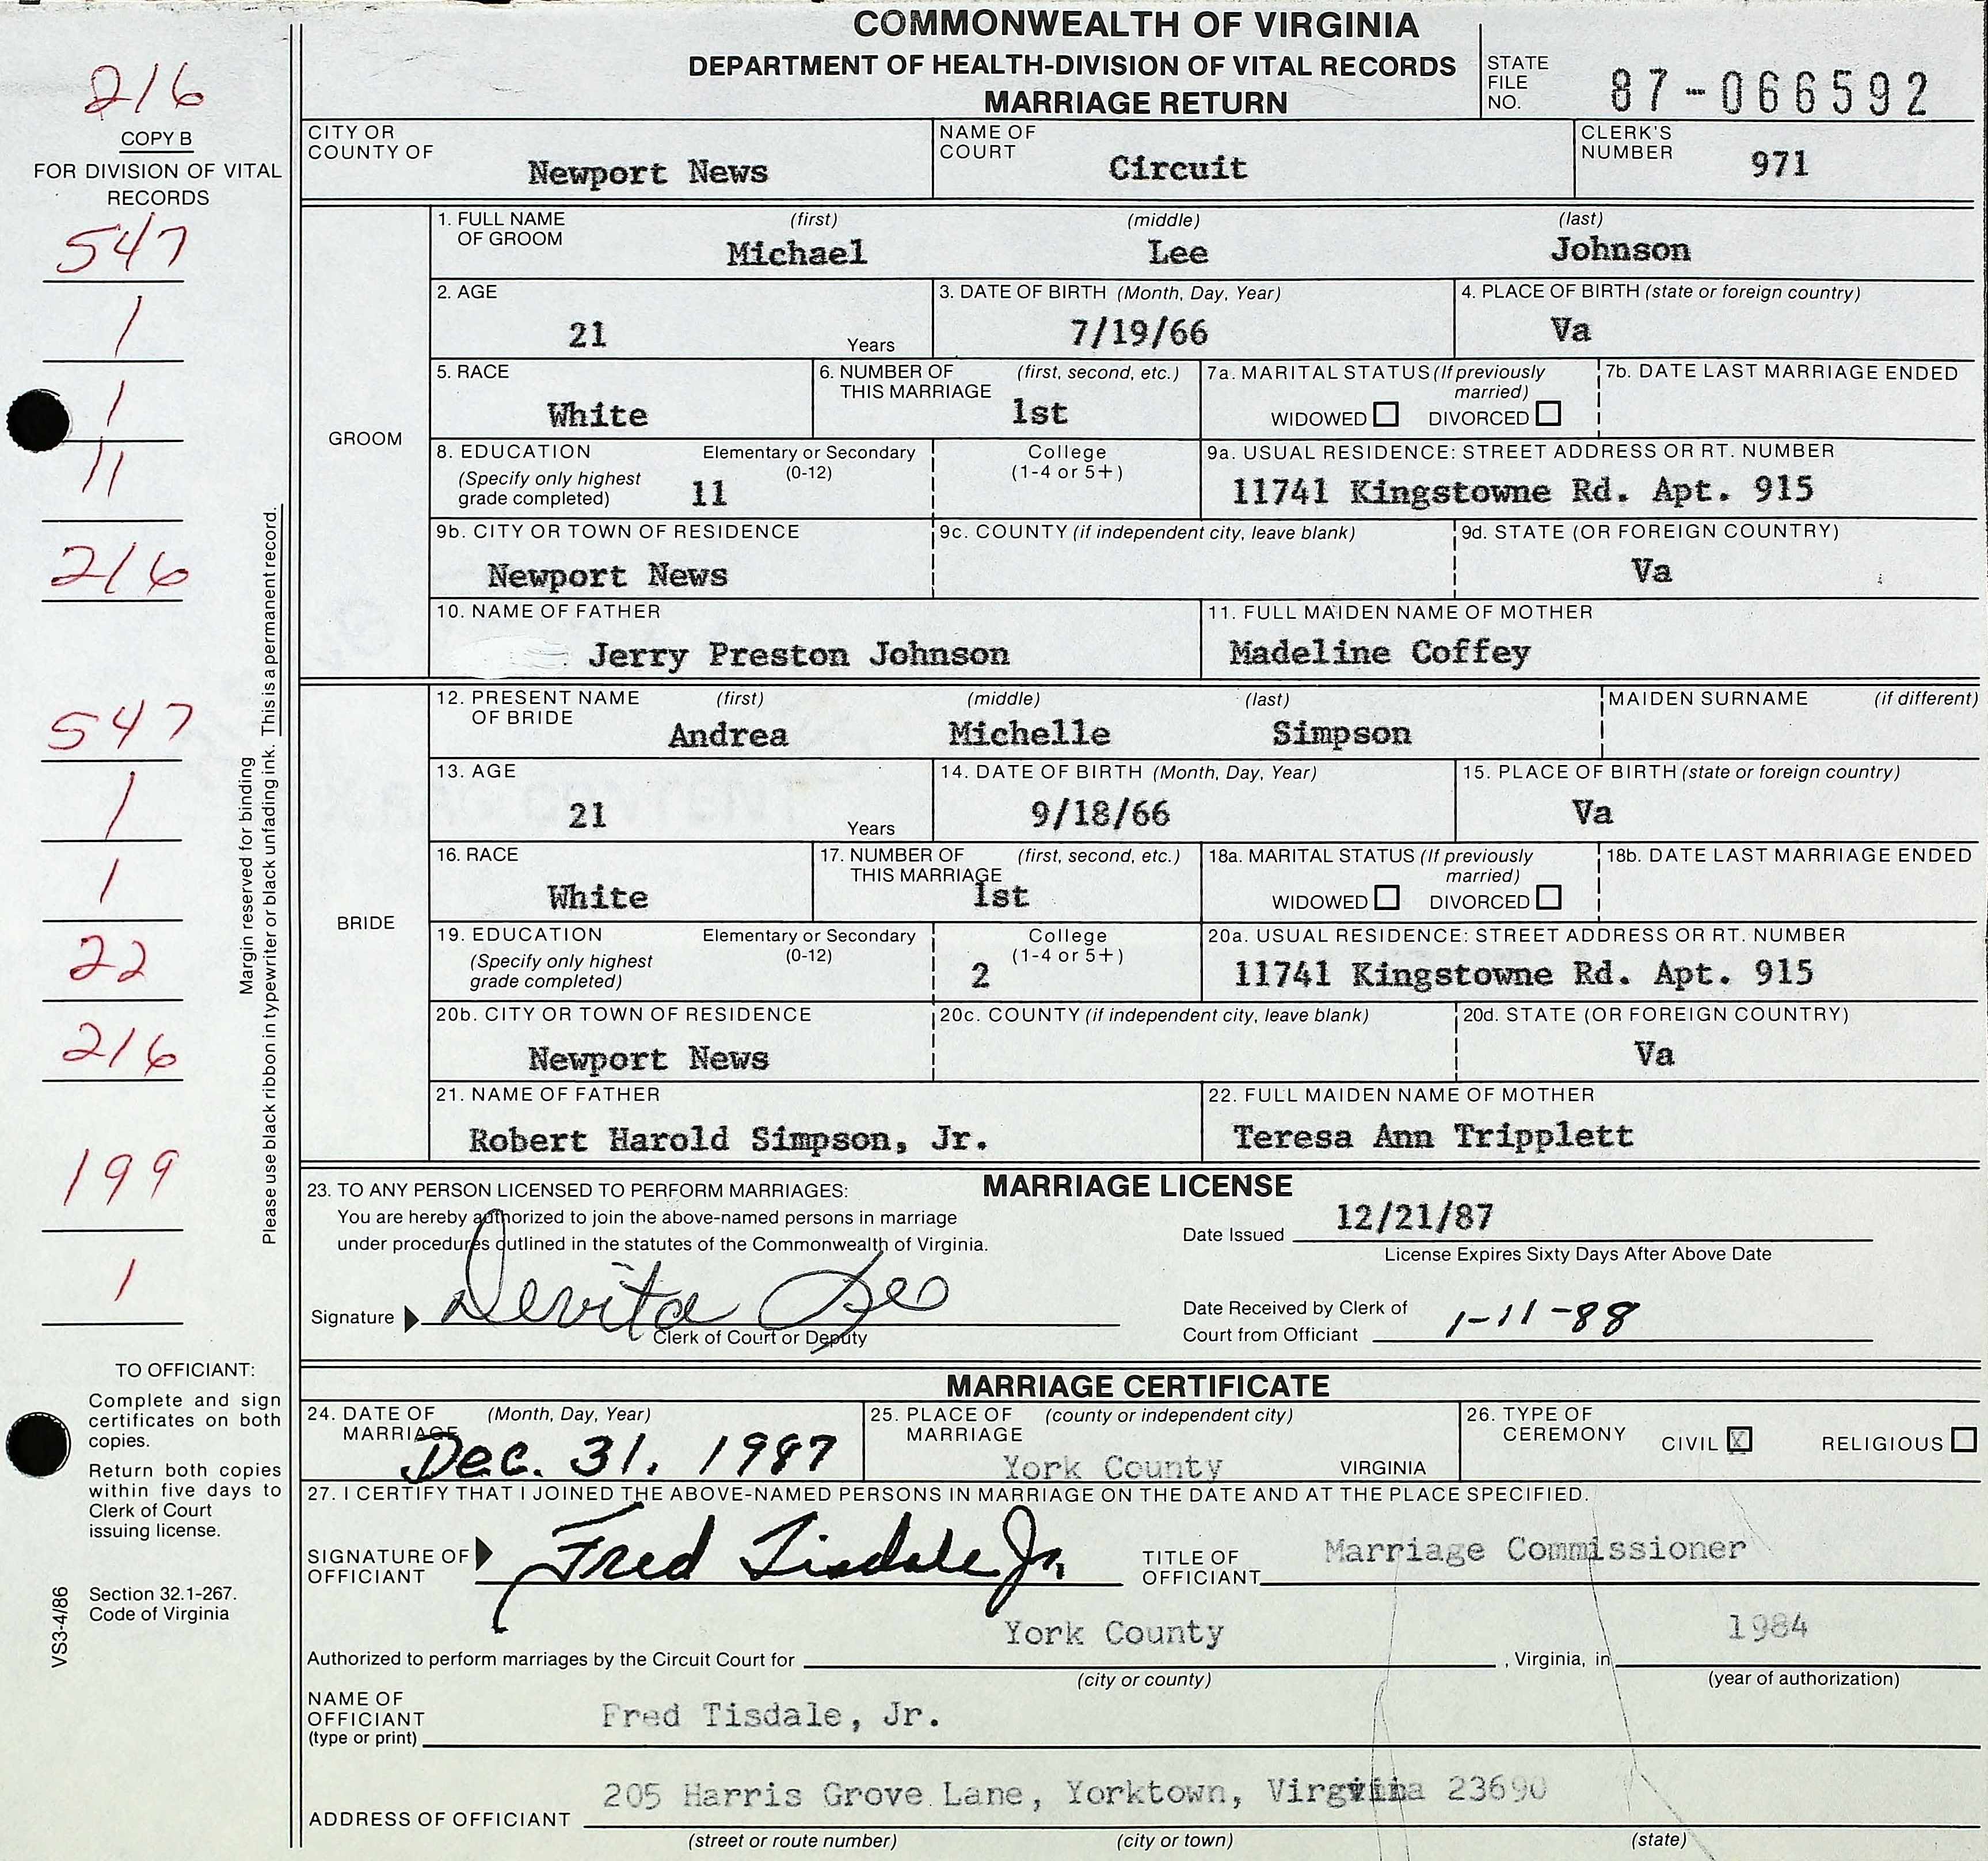 COMMONWEALTH OF VIRGINIA
DEPARTMENT OF HEALTH-DIVISION OF VITAL RECORDS
MARRIAGE RETURN
STATE FILE NO. 87-066592
216
COPY B
FOR DIVISION OF VITAL RECORDS
547
1
1
11
216
547
1
1
22
216
199
1
Margin reserved for binding
Please use black ribbon in typewriter or black unfading ink. This is a permanent record.
TO OFFICIANT:
Complete and sign
certificates on both
copies.
Return both copies
within five days to
Clerk of Court
issuing license.
Section 32.1-267.
Code of Virginia
VS3-4/86
CITY OR COUNTY OF Newport News NAME OF COURT Circuit CLERK'S NUMBER 971
GROOM
1. FULL NAME OF GROOM (first) (middle) (last)
Michael Lee Johnson
2. AGE 21 Years 3. DATE OF BIRTH (Month, Day, Year) 7/19/66 4. PLACE OF BIRTH (state or foreign country) Va
5. RACE White 6. NUMBER OF THIS MARRIAGE (first, second, etc.) 1st 7a. MARITAL STATUS (If previously married) WIDOWED DIVORCED 7b. DATE LAST MARRIAGE ENDED
8. EDUCATION (Specify only highest grade completed) Elementary or Secondary (0-12) 11 College (1-4 or 5+) 9a. USUAL RESIDENCE: STREET ADDRESS OR RT. NUMBER 11741 Kingstowne Rd. Apt. 915
9b. CITY OR TOWN OF RESIDENCE Newport News 9c. COUNTY (if independent city, leave blank) 9d. STATE (OR FOREIGN COUNTRY) Va
10. NAME OF FATHER Jerry Preston Johnson 11. FULL MAIDEN NAME OF MOTHER Madeline Coffey
BRIDE
12. PRESENT NAME OF BRIDE (first) (middle) (last) MAIDEN SURNAME (if different)
Andrea Michelle Simpson
13. AGE 21 Years 14. DATE OF BIRTH (Month, Day, Year) 9/18/66 15. PLACE OF BIRTH (state or foreign country) Va
16. RACE White 17. NUMBER OF THIS MARRIAGE (first, second, etc.) 1st 18a. MARITAL STATUS (If previously married) WIDOWED DIVORCED 18b. DATE LAST MARRIAGE ENDED
19. EDUCATION (Specify only highest grade completed) Elementary or Secondary (0-12) College (1-4 or 5+) 2 20a. USUAL RESIDENCE: STREET ADDRESS OR RT. NUMBER 11741 Kingstowne Rd. Apt. 915
20b. CITY OR TOWN OF RESIDENCE Newport News 20c. COUNTY (if independent city, leave blank) 20d. STATE (OR FOREIGN COUNTRY) Va
21. NAME OF FATHER Robert Harold Simpson, Jr. 22. FULL MAIDEN NAME OF MOTHER Teresa Ann Tripplett
MARRIAGE LICENSE
23. TO ANY PERSON LICENSED TO PERFORM MARRIAGES:
You are hereby authorized to join the above-named persons in marriage
under procedures outlined in the statutes of the Commonwealth of Virginia.
Date Issued 12/21/87
License Expires Sixty Days After Above Date
Signature Devita
Clerk of Court or Deputy
Date Received by Clerk of Court from Officiant 1-11-88
MARRIAGE CERTIFICATE
24. DATE OF MARRIAGE (Month, Day, Year) Dec. 31, 1987 25. PLACE OF MARRIAGE (county or independent city) York County VIRGINIA 26. TYPE OF CEREMONY CIVIL X RELIGIOUS
27. I CERTIFY THAT I JOINED THE ABOVE-NAMED PERSONS IN MARRIAGE ON THE DATE AND AT THE PLACE SPECIFIED.
SIGNATURE OF OFFICIANT Fred Tisdale Jr. TITLE OF OFFICIANT Marriage Commissioner
Authorized to perform marriages by the Circuit Court for York County , Virginia, in 1984
(city or county) (year of authorization)
NAME OF OFFICIANT (type or print) Fred Tisdale, Jr.
ADDRESS OF OFFICIANT 205 Harris Grove Lane, Yorktown, Virginia 23690
(street or route number) (city or town) (state)